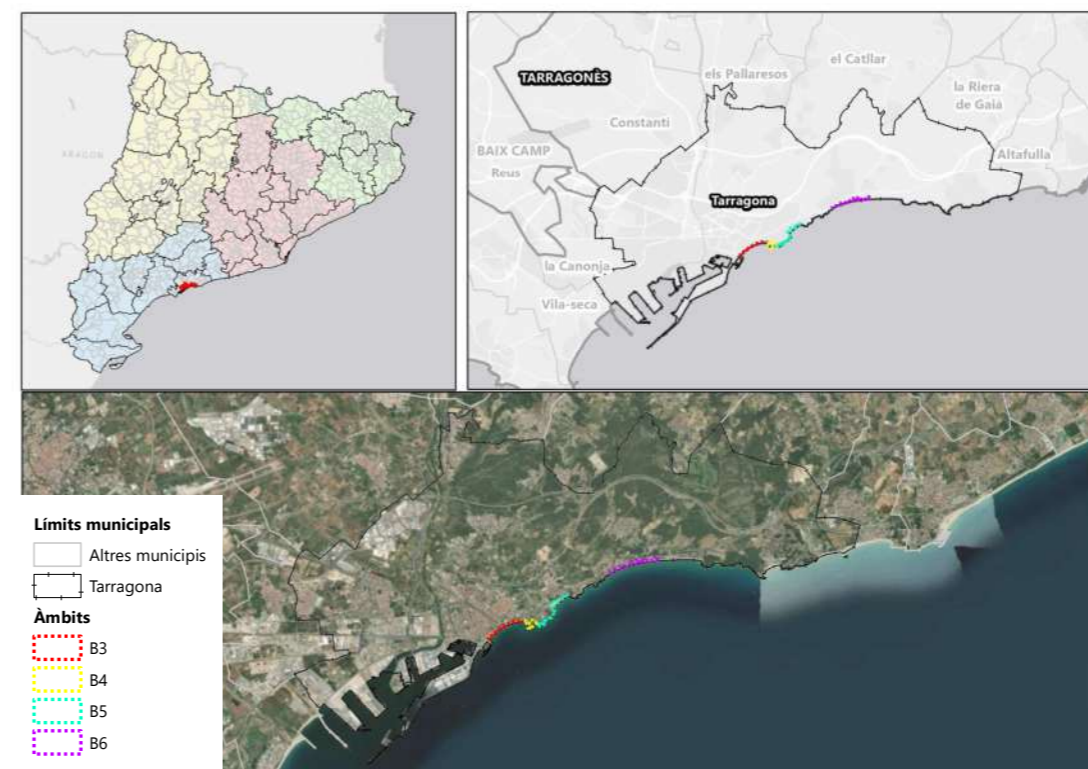 ARAGON
TARRAGONÈS
el Catllar
els Pallaresos
la Riera
de Gaià
Constantí
BAIX CAMP
Altafulla
Reus
Tarragona
la Canonja
Vila-seca
Límits municipals
Altres municipis
Tarragona
Àmbits
B3
B4
B5
B6